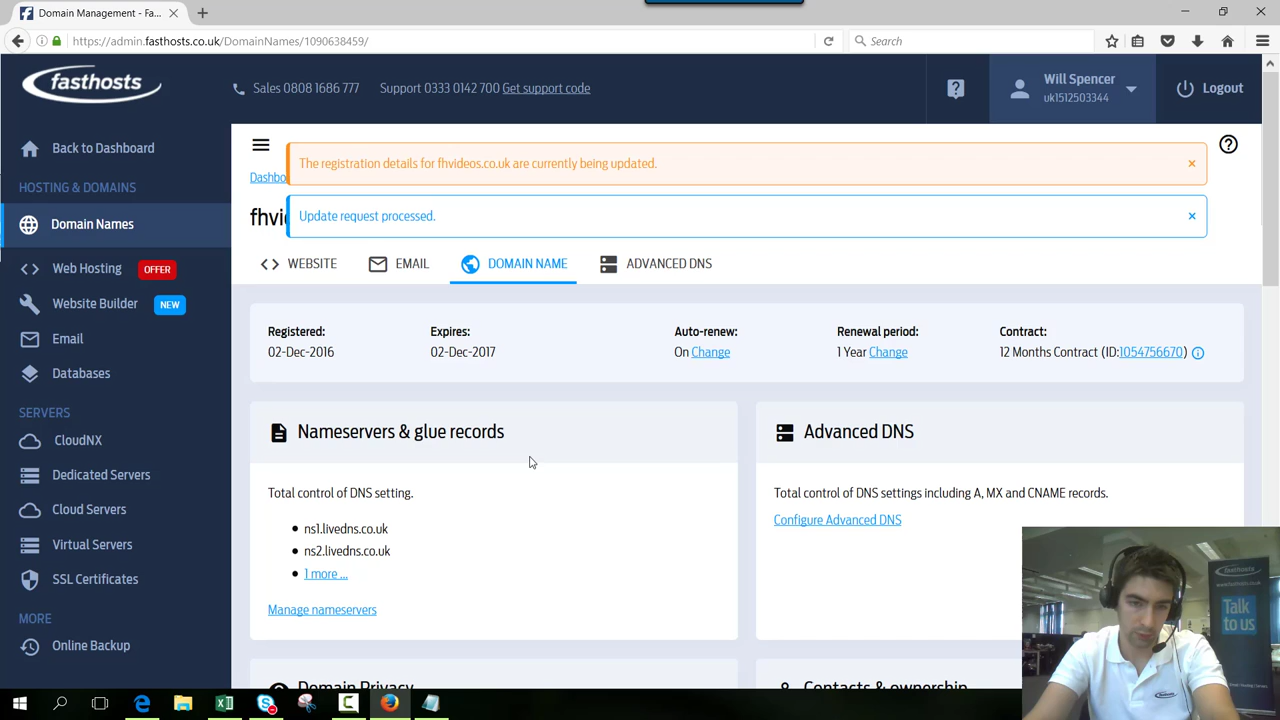 Domain Management - Fa...
https://admin.fasthosts.co.uk/DomainNames/1090638459/
Search
fasthosts
Sales 0808 1686 777
Support 0333 0142 700 Get support code
Will Spencer
uk1512503344
Logout
Back to Dashboard
HOSTING & DOMAINS
Domain Names
Web Hosting OFFER
Website Builder NEW
Email
Databases
SERVERS
CloudNX
Dedicated Servers
Cloud Servers
Virtual Servers
SSL Certificates
MORE
Online Backup
The registration details for fhvideos.co.uk are currently being updated.
Dashbo
Update request processed.
fhvi
WEBSITE
EMAIL
DOMAIN NAME
ADVANCED DNS
Registered:
02-Dec-2016
Expires:
02-Dec-2017
Auto-renew:
On Change
Renewal period:
1 Year Change
Contract:
12 Months Contract (ID:1054756670)
Nameservers & glue records
Total control of DNS setting.
ns1.livedns.co.uk
ns2.livedns.co.uk
1 more ...
Manage nameservers
Advanced DNS
Total control of DNS settings including A, MX and CNAME records.
Configure Advanced DNS
Domain Privacy
Contacts & ownership
Talk
to us